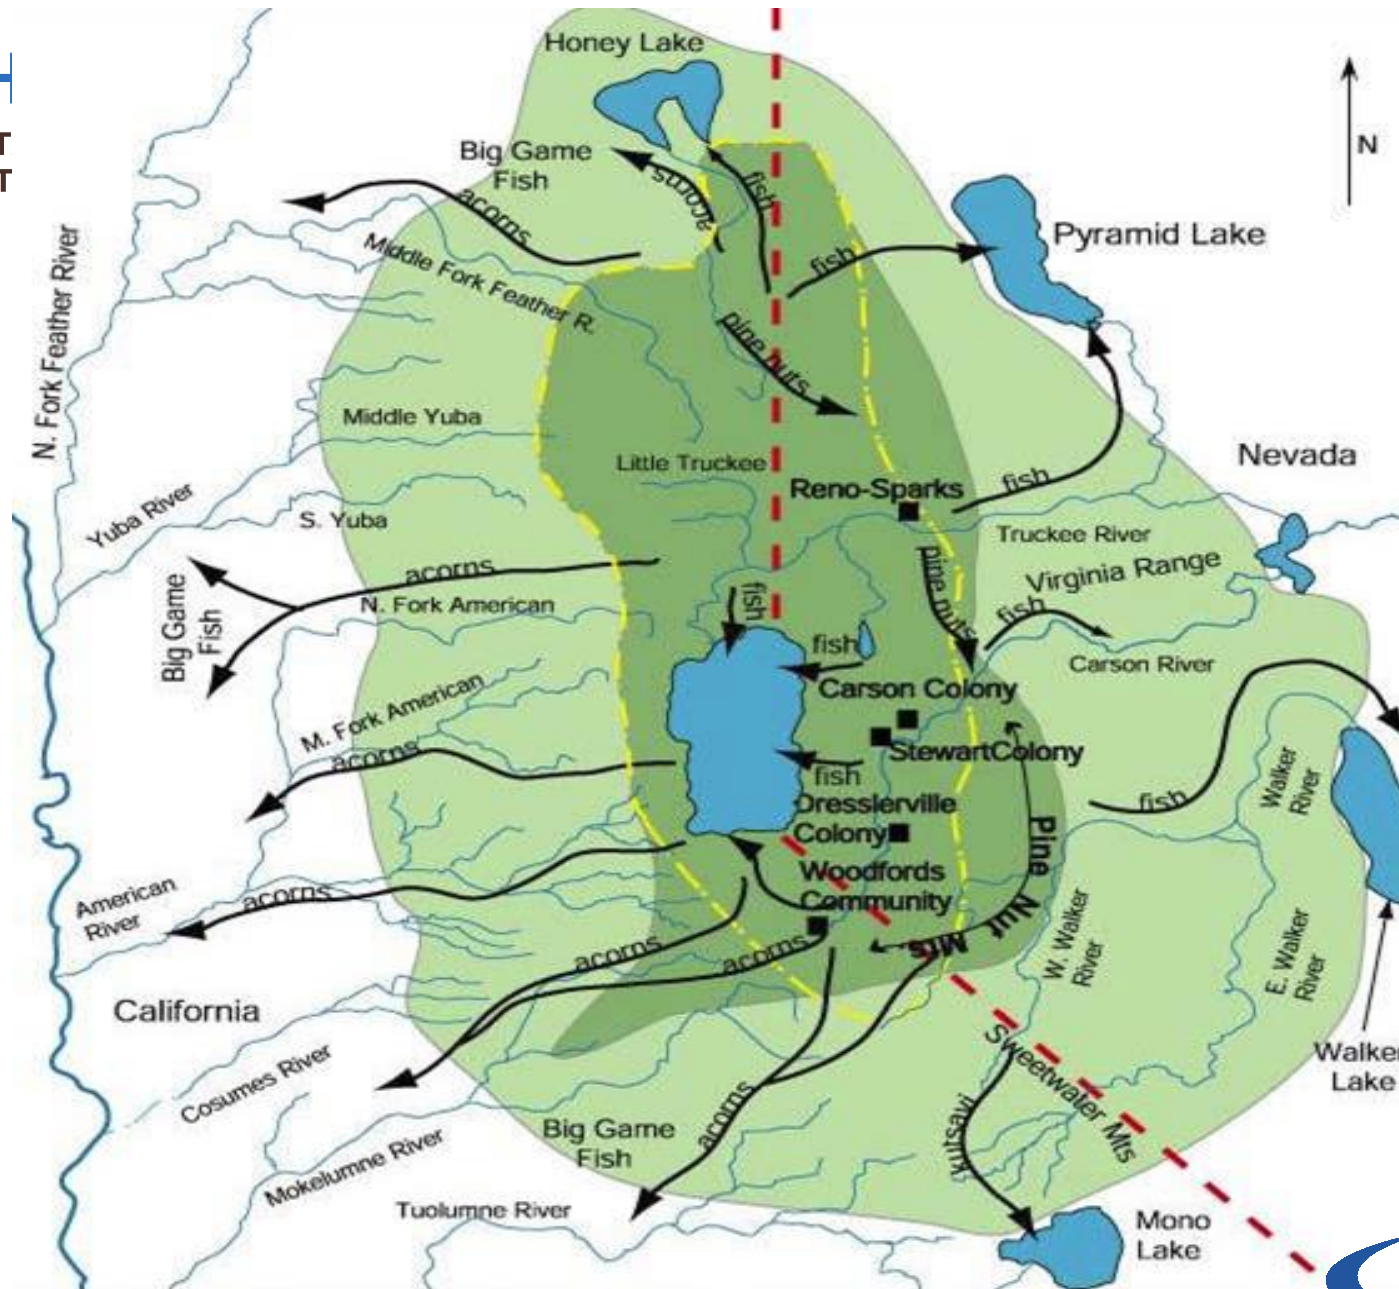 H
T
T
Honey Lake
Big Game
Fish
acorns
acorns
fish
fish
N
Pyramid Lake
N. Fork Feather River
Middle Fork Feather R.
pine nuts
Middle Yuba
Little Truckee
Reno-Sparks
fish
Nevada
Yuba River
S. Yuba
Truckee River
Virginia Range
acorns
N. Fork American
Big Game
Fish
fish
fish
pine nuts
fish
Carson River
Carson Colony
StewartColony
M. Fork American
acorns
fish
Dresslerville
Colony
fish
Walker
River
Pine Nut Mts.
Woodfords
Community
American
River
acorns
acorns
acorns
W. Walker
River
E. Walker
River
California
Cosumes River
Sweetwater Mts
Walker
Lake
kutsavi
Big Game
Fish
acorns
Mokelumne River
Tuolumne River
Mono
Lake